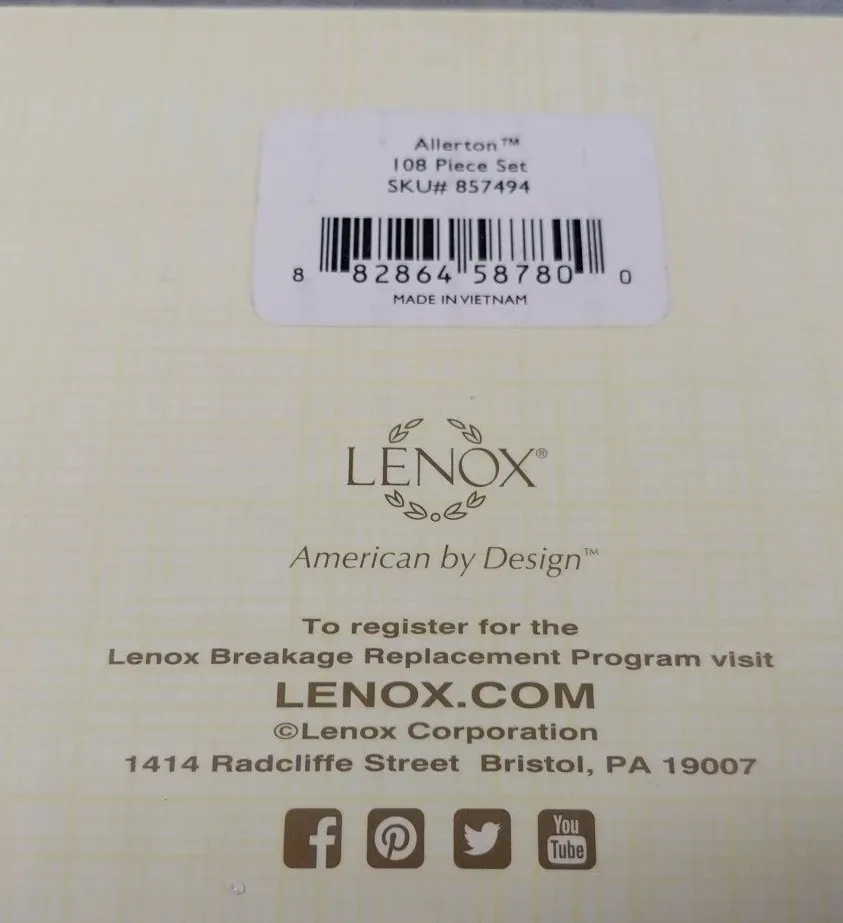 Allerton™
108 Piece Set
SKU# 857494
8 82864 58780 0
MADE IN VIETNAM
LENOX®
American by Design™
To register for the
Lenox Breakage Replacement Program visit
LENOX.COM
©Lenox Corporation
1414 Radcliffe Street Bristol, PA 19007
You
Tube